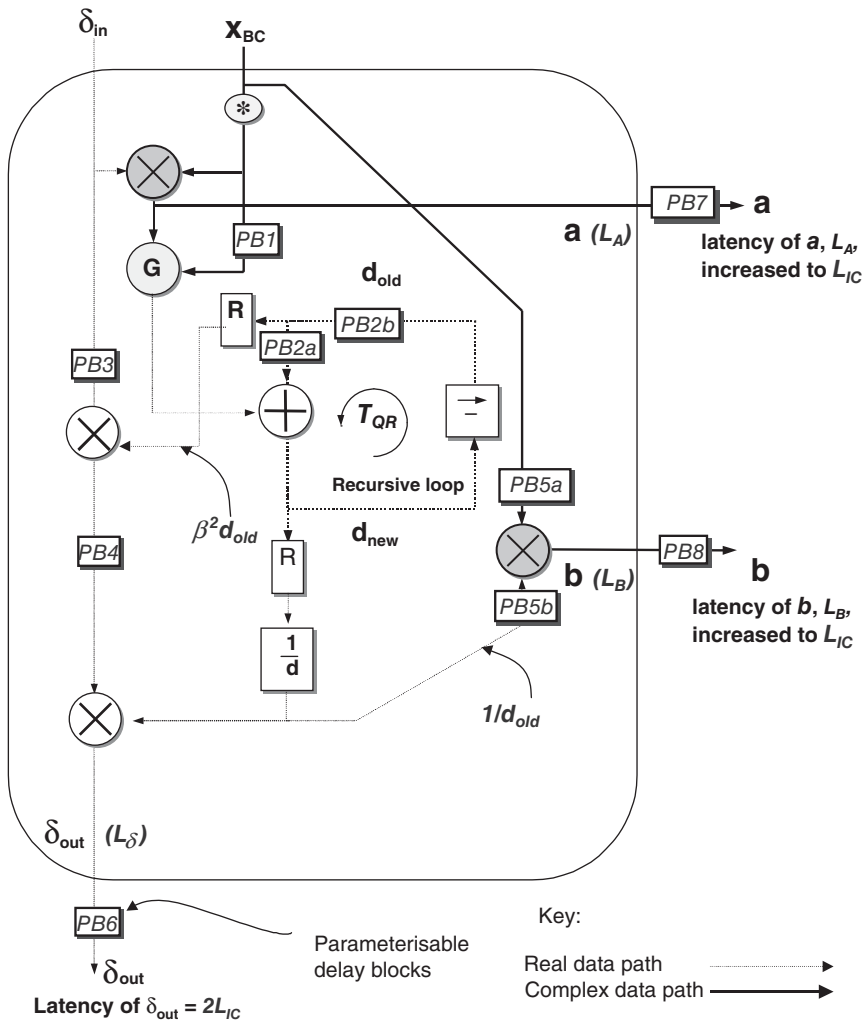 δin
xBC
*
PB7
a
a (LA)
latency of a, LA,
increased to LIC
PB1
G
dold
R
PB2b
PB2a
PB3
TQR
–
Recursive loop
PB5a
β²dold
dnew
PB4
R
PB8
b
b (LB)
PB5b
latency of b, LB,
increased to LIC
1
d
1/dold
δout (Lδ)
PB6
Key:
Parameterisable
delay blocks
Real data path
Complex data path
δout
Latency of δout = 2LIC